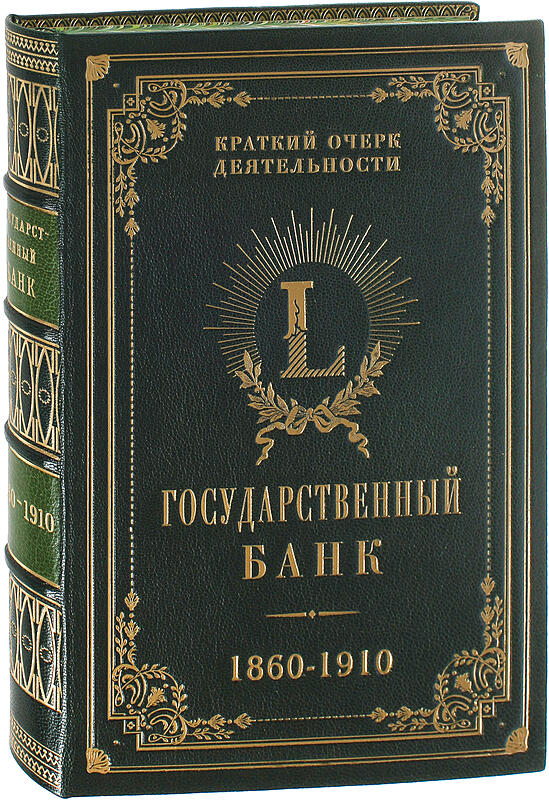 КРАТКИЙ ОЧЕРК
ДЕЯТЕЛЬНОСТИ
L
ГОСУДАРСТВЕННЫЙ
БАНК
1860-1910